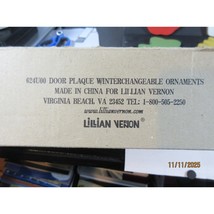 024U00 DOOR PLAQUE WINTERCHANGEABLE ORNAMENTS
MADE IN CHINA FOR LILLIAN VERNON
VIRGINIA BEACH, VA 23452 TEL: 1-800-505-2250
www.lillianvernon.com
LILLIAN VERNON
11/11/2025